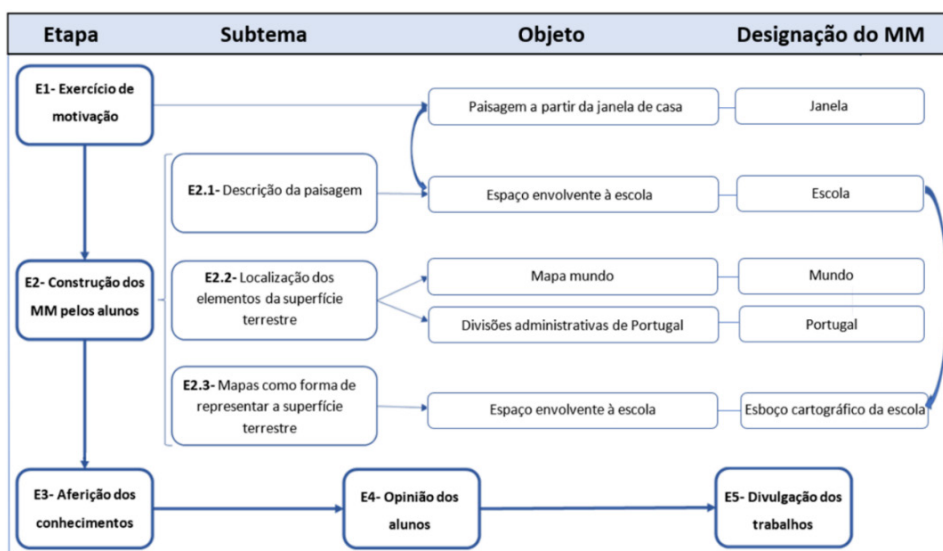 Etapa Subtema Objeto Designação do MM
E1- Exercício de
motivação
Paisagem a partir da janela de casa
Janela
E2.1- Descrição da paisagem
Espaço envolvente à escola
Escola
E2- Construção dos
MM pelos alunos
E2.2- Localização dos
elementos da superfície
terrestre
Mapa mundo
Mundo
Divisões administrativas de Portugal
Portugal
E2.3- Mapas como forma de
representar a superfície
terrestre
Espaço envolvente à escola
Esboço cartográfico da escola
E3- Aferição dos
conhecimentos
E4- Opinião dos
alunos
E5- Divulgação dos
trabalhos